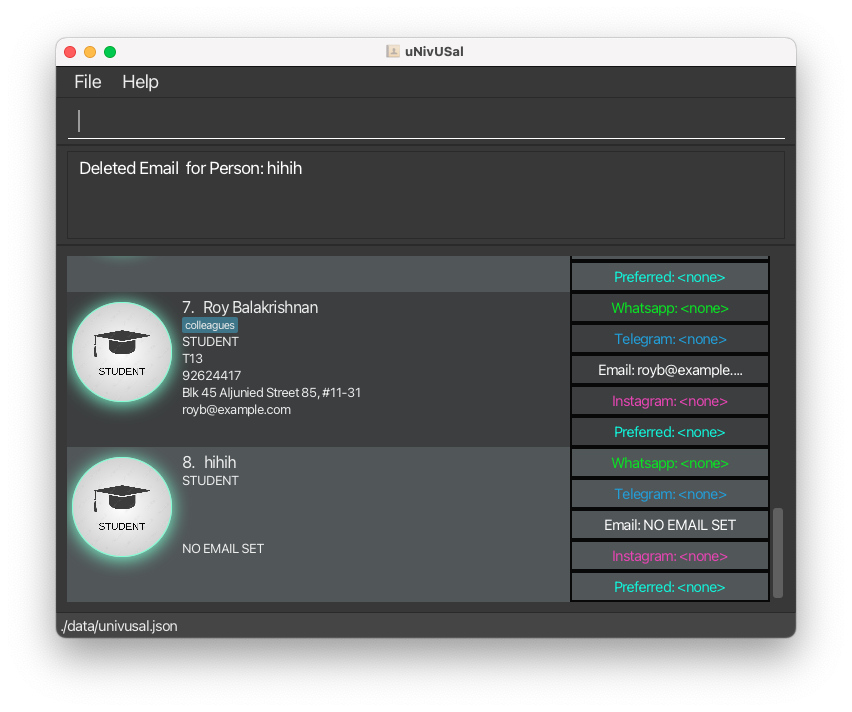 uNivUSal
File Help
Deleted Email  for Person: hihih
Preferred: <none>
7. Roy Balakrishnan
colleagues
STUDENT
T13
92624417
Blk 45 Aljunied Street 85, #11-31
royb@example.com
STUDENT
Whatsapp: <none>
Telegram: <none>
Email: royb@example....
Instagram: <none>
Preferred: <none>
8. hihih
STUDENT
NO EMAIL SET
STUDENT
Whatsapp: <none>
Telegram: <none>
Email: NO EMAIL SET
Instagram: <none>
Preferred: <none>
./data/univusal.json